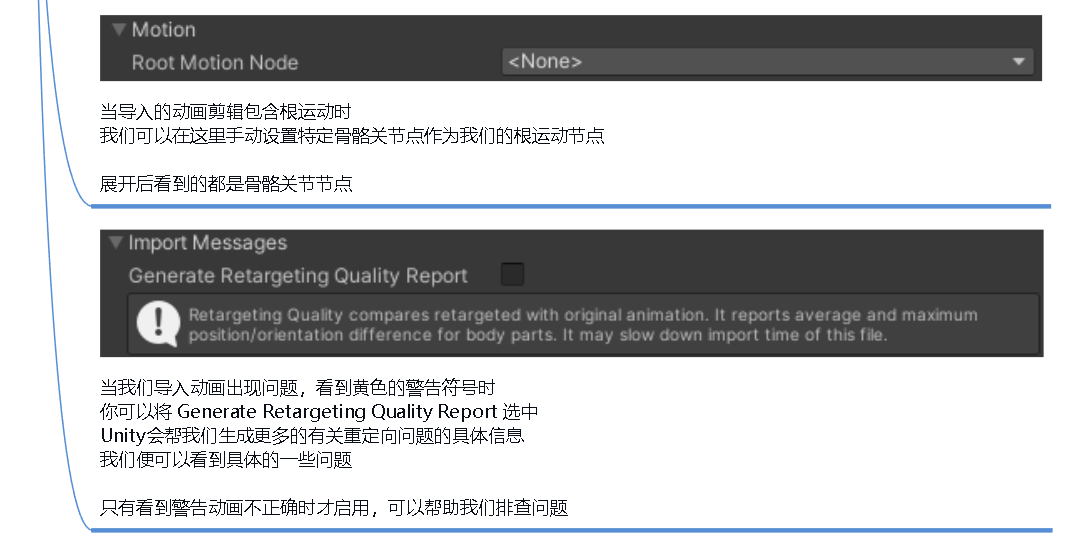 Motion
Root Motion Node <None>
当导入的动画剪辑包含根运动时
我们可以在这里手动设置特定骨骼关节点作为我们的根运动节点
展开后看到的都是骨骼关节节点
Import Messages
Generate Retargeting Quality Report
Retargeting Quality compares retargeted with original animation. It reports average and maximum
position/orientation difference for body parts. It may slow down import time of this file.
当我们导入动画出现问题，看到黄色的警告符号时
你可以将 Generate Retargeting Quality Report 选中
Unity会帮我们生成更多的有关重定向问题的具体信息
我们便可以看到具体的一些问题
只有看到警告动画不正确时才启用，可以帮助我们排查问题